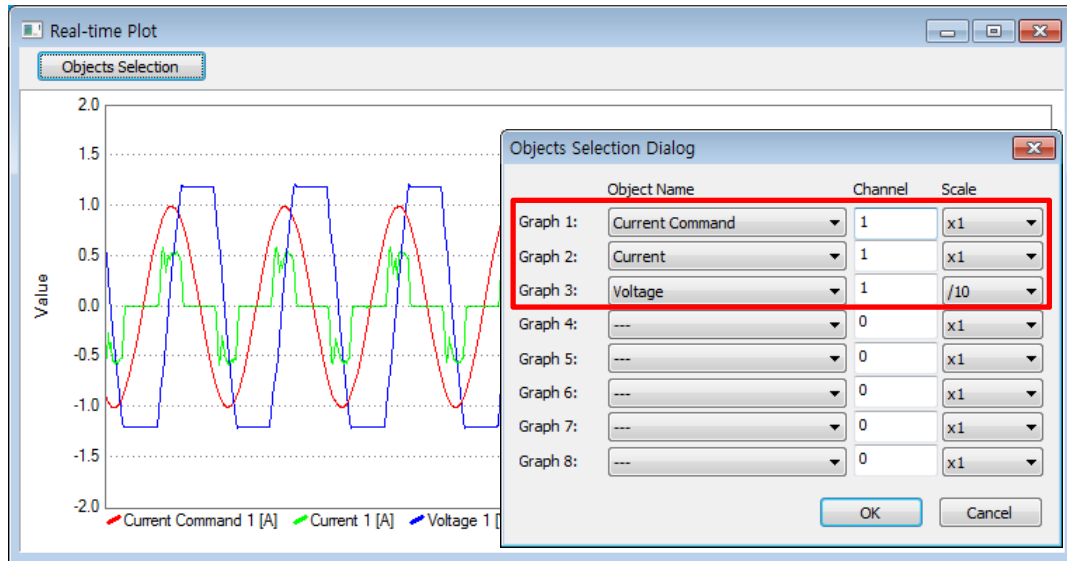 Real-time Plot
Objects Selection
2.0
1.5
1.0
0.5
0.0
-0.5
-1.0
-1.5
-2.0
Value
Current Command 1 [A] Current 1 [A] Voltage 1 [
Objects Selection Dialog
Object Name Channel Scale
Graph 1: Current Command 1 x1
Graph 2: Current 1 x1
Graph 3: Voltage 1 /10
Graph 4: --- 0 x1
Graph 5: --- 0 x1
Graph 6: --- 0 x1
Graph 7: --- 0 x1
Graph 8: --- 0 x1
OK Cancel